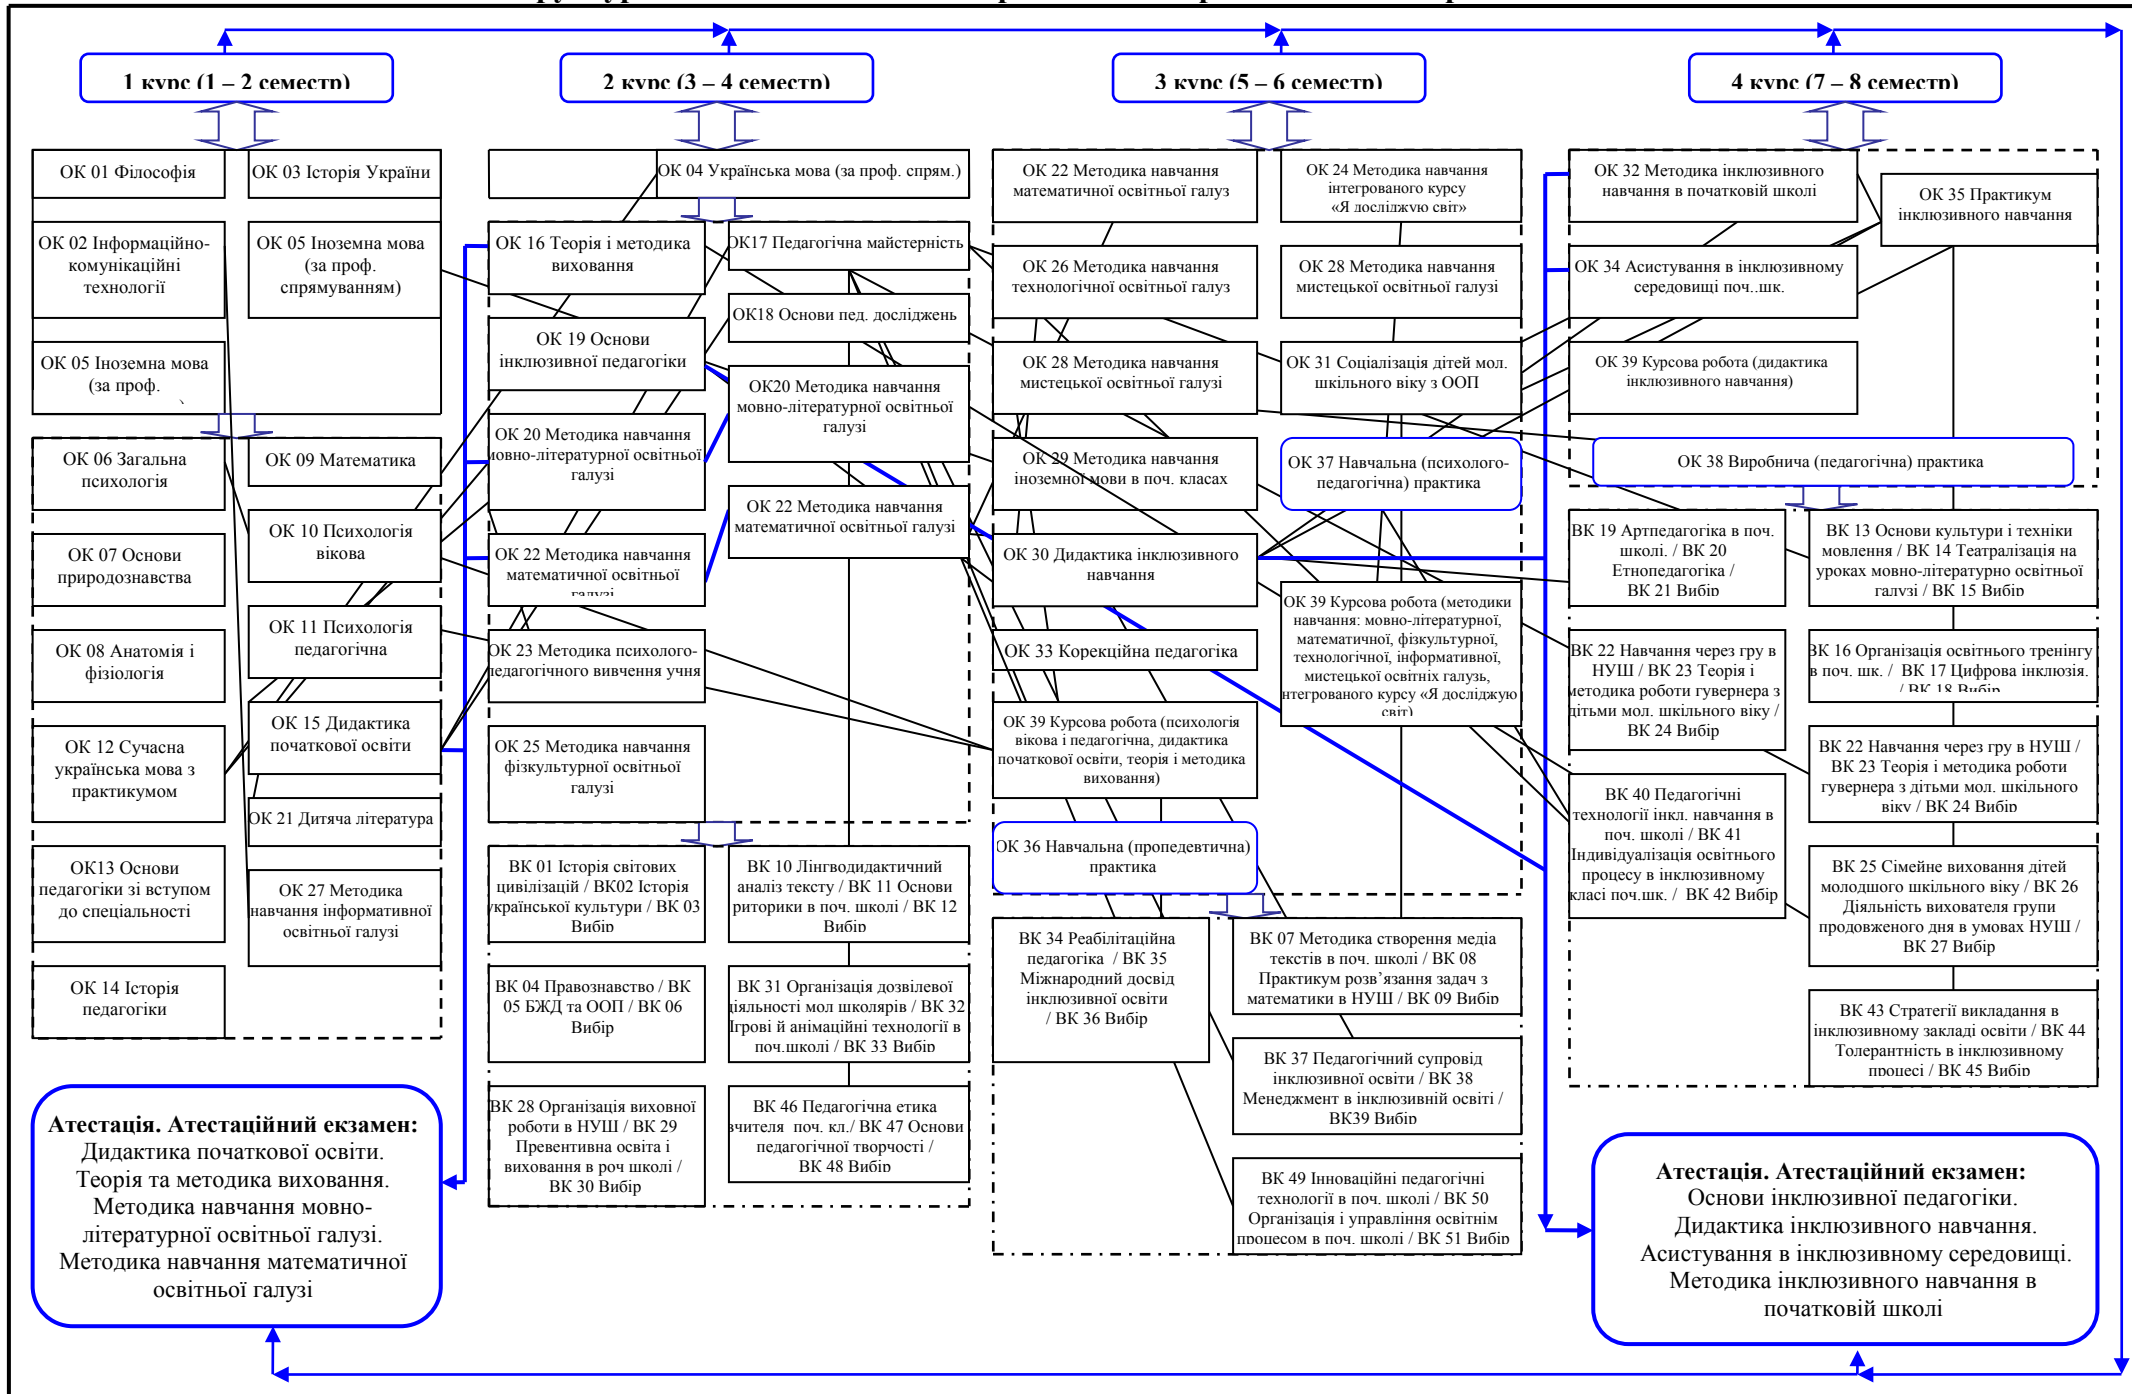 1 курс (1 – 2 семестр)
2 курс (3 – 4 семестр)
3 курс (5 – 6 семестр)
4 курс (7 – 8 семестр)
ОК 01 Філософія
ОК 03 Історія України
ОК 02 Інформаційно-
комунікаційні
технології
ОК 05 Іноземна мова
(за проф.
спрямуванням)
ОК 05 Іноземна мова
(за проф.
ОК 06 Загальна
психологія
ОК 09 Математика
ОК 10 Психологія
вікова
ОК 07 Основи
природознавства
ОК 11 Психологія
педагогічна
ОК 08 Анатомія і
фізіологія
ОК 15 Дидактика
початкової освіти
ОК 12 Сучасна
українська мова з
практикумом
ОК 21 Дитяча література
ОК13 Основи
педагогіки зі вступом
до спеціальності
ОК 27 Методика
навчання інформативної
освітньої галузі
ОК 14 Історія
педагогіки
Атестація. Атестаційний екзамен:
Дидактика початкової освіти.
Теорія та методика виховання.
Методика навчання мовно-
літературної освітньої галузі.
Методика навчання математичної
освітньої галузі
ОК 04 Українська мова (за проф. спрям.)
ОК 16 Теорія і методика
виховання
ОК17 Педагогічна майстерність
ОК18 Основи пед. досліджень
ОК 19 Основи
інклюзивної педагогіки
ОК20 Методика навчання
мовно-літературної освітньої
галузі
ОК 20 Методика навчання
мовно-літературної освітньої
галузі
ОК 22 Методика навчання
математичної освітньої галузі
ОК 22 Методика навчання
математичної освітньої
галузі
ОК 23 Методика психолого-
педагогічного вивчення учня
ОК 25 Методика навчання
фізкультурної освітньої
галузі
ВК 01 Історія світових
цивілізацій / ВК02 Історія
української культури / ВК 03
Вибір
ВК 10 Лінгводидактичний
аналіз тексту / ВК 11 Основи
риторики в поч. школі / ВК 12
Вибір
ВК 04 Правознавство / ВК
05 БЖД та ООП / ВК 06
Вибір
ВК 31 Організація дозвілевої
діяльності мол школярів / ВК 32
Ігрові й анімаційні технології в
поч.школі / ВК 33 Вибір
ВК 28 Організація виховної
роботи в НУШ / ВК 29
Превентивна освіта і
виховання в роч школі /
ВК 30 Вибір
ВК 46 Педагогічна етика
вчителя поч. кл./ ВК 47 Основи
педагогічної творчості /
ВК 48 Вибір
ОК 22 Методика навчання
математичної освітньої галуз
ОК 24 Методика навчання
інтегрованого курсу
«Я досліджую світ»
ОК 26 Методика навчання
технологічної освітньої галуз
ОК 28 Методика навчання
мистецької освітньої галузі
ОК 28 Методика навчання
мистецької освітньої галузі
ОК 31 Соціалізація дітей мол.
шкільного віку з ООП
ОК 29 Методика навчання
іноземної мови в поч. класах
ОК 37 Навчальна (психолого-
педагогічна) практика
ОК 30 Дидактика інклюзивного
навчання
ОК 39 Курсова робота (методики
навчання: мовно-літературної,
математичної, фізкультурної,
технологічної, інформативної,
мистецької освітніх галузь,
інтегрованого курсу «Я досліджую
світ)
ОК 33 Корекційна педагогіка
ОК 39 Курсова робота (психологія
вікова і педагогічна, дидактика
початкової освіти, теорія і методика
виховання)
ОК 36 Навчальна (пропедевтична)
практика
ВК 34 Реабілітаційна
педагогіка / ВК 35
Міжнародний досвід
інклюзивної освіти
/ ВК 36 Вибір
ВК 07 Методика створення медіа
текстів в поч. школі / ВК 08
Практикум розв’язання задач з
математики в НУШ / ВК 09 Вибір
ВК 37 Педагогічний супровід
інклюзивної освіти / ВК 38
Менеджмент в інклюзивній освіті /
ВК39 Вибір
ВК 49 Інноваційні педагогічні
технології в поч. школі / ВК 50
Організація і управління освітнім
процесом в поч. школі / ВК 51 Вибір
ОК 32 Методика інклюзивного
навчання в початковій школі
ОК 35 Практикум
інклюзивного навчання
ОК 34 Асистування в інклюзивному
середовищі поч..шк.
ОК 39 Курсова робота (дидактика
інклюзивного навчання)
ОК 38 Виробнича (педагогічна) практика
ВК 19 Артпедагогіка в поч.
школі. / ВК 20
Етнопедагогіка /
ВК 21 Вибір
ВК 13 Основи культури і техніки
мовлення / ВК 14 Театралізація на
уроках мовно-літературно освітньої
галузі / ВК 15 Вибір
ВК 22 Навчання через гру в
НУШ / ВК 23 Теорія і
методика роботи гувернера з
дітьми мол. шкільного віку /
ВК 24 Вибір
ВК 16 Організація освітнього тренінгу
в поч. шк. / ВК 17 Цифрова інклюзія.
/ ВК 18 Вибір
ВК 22 Навчання через гру в НУШ /
ВК 23 Теорія і методика роботи
гувернера з дітьми мол. шкільного
віку / ВК 24 Вибір
ВК 40 Педагогічні
технології інкл. навчання в
поч. школі / ВК 41
Індивідуалізація освітнього
процесу в інклюзивному
класі поч.шк. / ВК 42 Вибір
ВК 25 Сімейне виховання дітей
молодшого шкільного віку / ВК 26
Діяльність вихователя групи
продовженого дня в умовах НУШ /
ВК 27 Вибір
ВК 43 Стратегії викладання в
інклюзивному закладі освіти / ВК 44
Толерантність в інклюзивному
процесі / ВК 45 Вибір
Атестація. Атестаційний екзамен:
Основи інклюзивної педагогіки.
Дидактика інклюзивного навчання.
Асистування в інклюзивному середовищі.
Методика інклюзивного навчання в
початковій школі